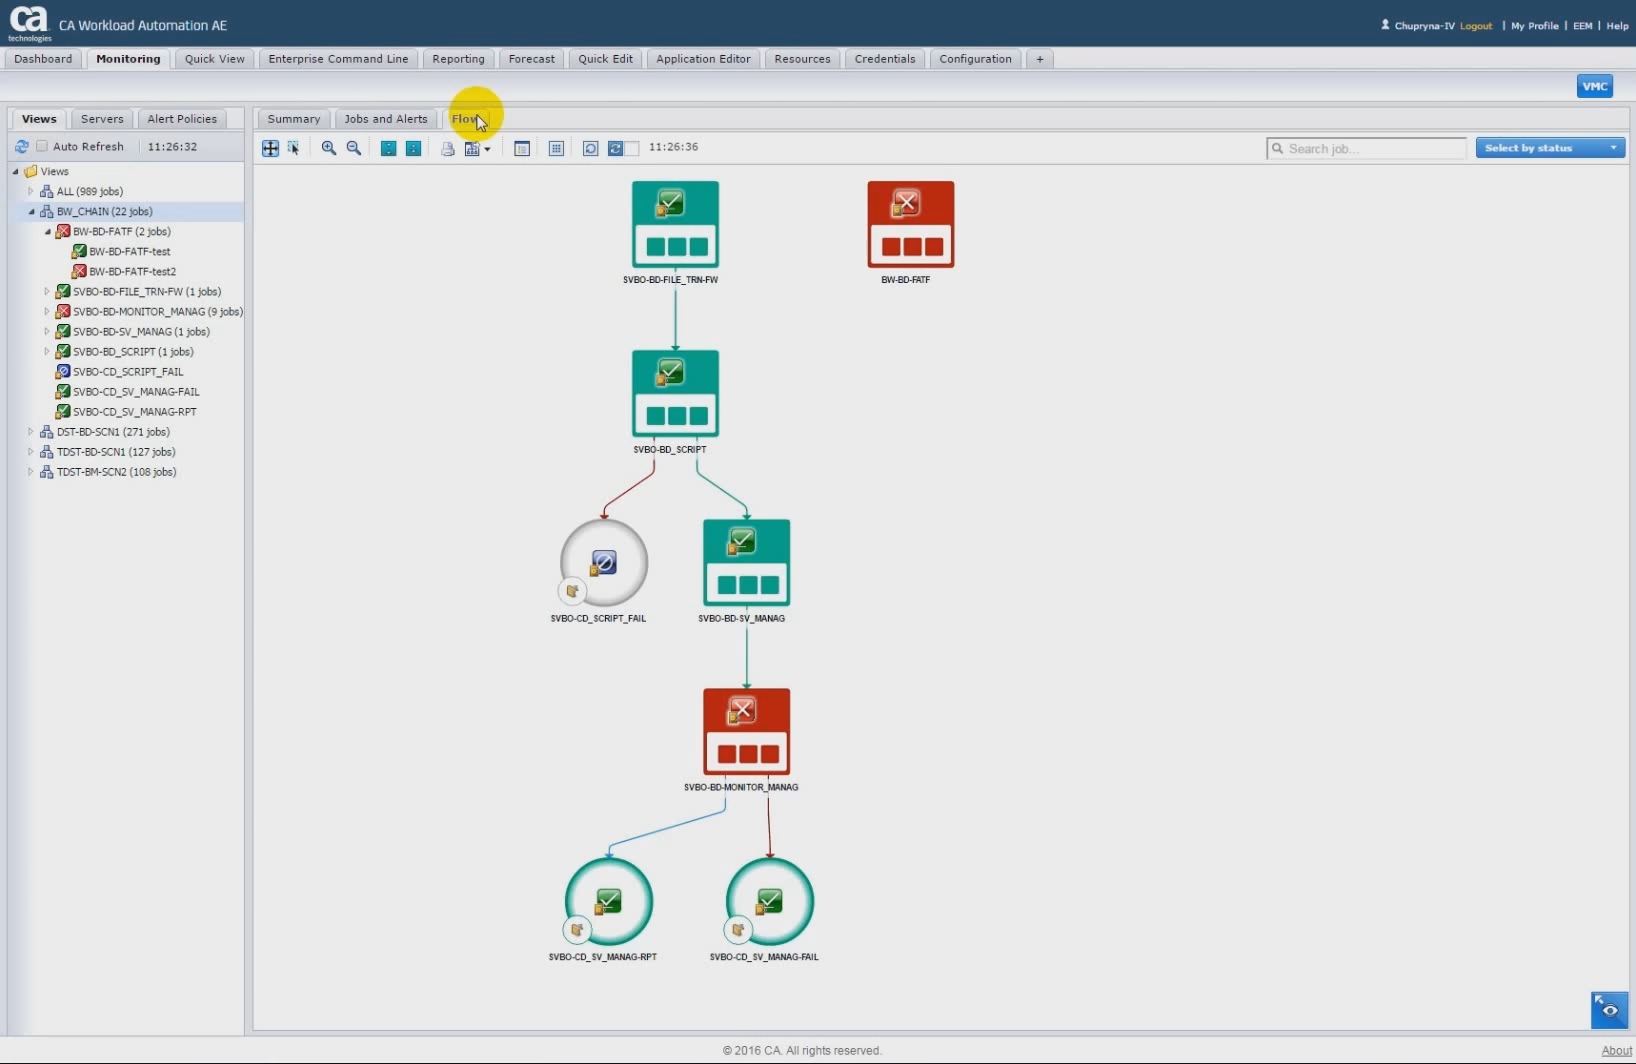 ca
technologies
CA Workload Automation AE
Chupryna-IV Logout | My Profile | EEM | Help
Dashboard Monitoring Quick View Enterprise Command Line Reporting Forecast Quick Edit Application Editor Resources Credentials Configuration +
VMC
Views Servers Alert Policies
Summary Jobs and Alerts Flow
Auto Refresh 11:26:32
11:26:36
Search job...
Select by status
Views
ALL (989 jobs)
BW_CHAIN (22 jobs)
BW-BD-FATF (2 jobs)
BW-BD-FATF-test
BW-BD-FATF-test2
SVBO-BD-FILE_TRN-FW (1 jobs)
SVBO-BD-MONITOR_MANAG (9 jobs)
SVBO-BD-SV_MANAG (1 jobs)
SVBO-BD_SCRIPT (1 jobs)
SVBO-CD_SCRIPT_FAIL
SVBO-CD_SV_MANAG-FAIL
SVBO-CD_SV_MANAG-RPT
DST-BD-SCN1 (271 jobs)
TDST-BD-SCN1 (127 jobs)
TDST-BM-SCN2 (108 jobs)
SVBO-BD-FILE_TRN-FW
BW-BD-FATF
SVBO-BD_SCRIPT
SVBO-CD_SCRIPT_FAIL
SVBO-BD-SV_MANAG
SVBO-BD-MONITOR_MANAG
SVBO-CD_SV_MANAG-RPT
SVBO-CD_SV_MANAG-FAIL
© 2016 CA. All rights reserved.
About